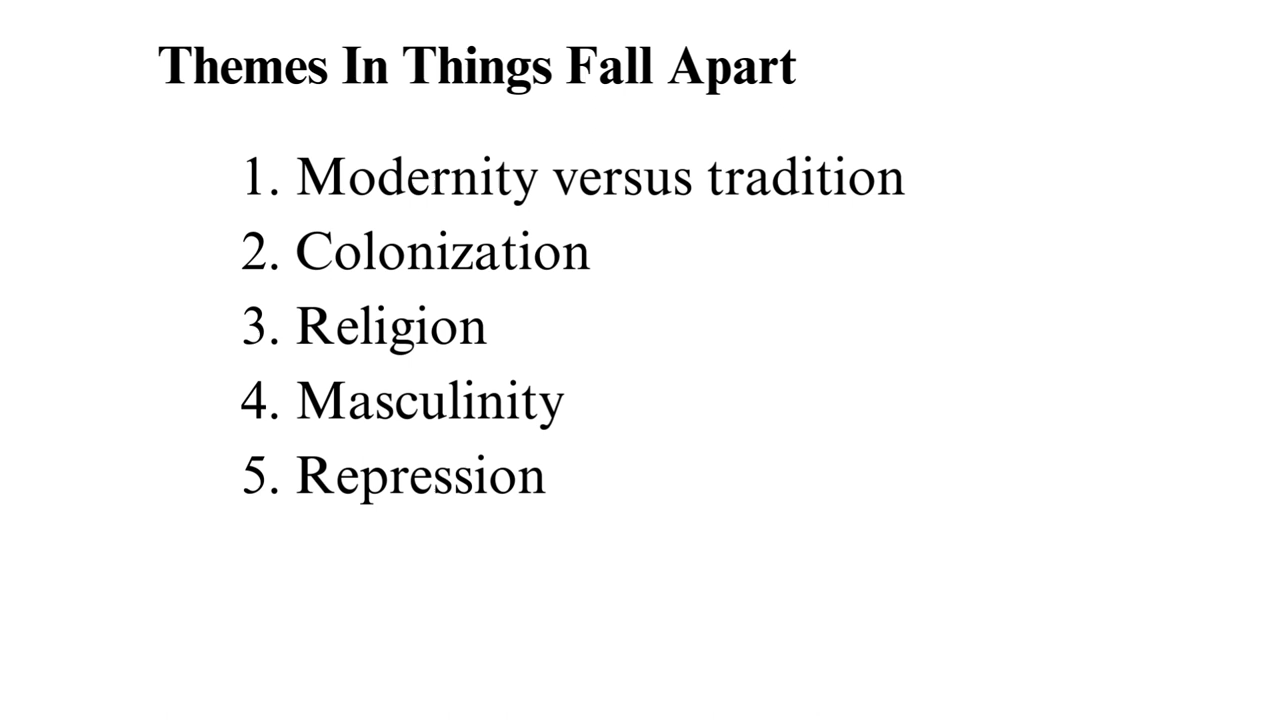 Themes In Things Fall Apart
1. Modernity versus tradition
2. Colonization
3. Religion
4. Masculinity
5. Repression